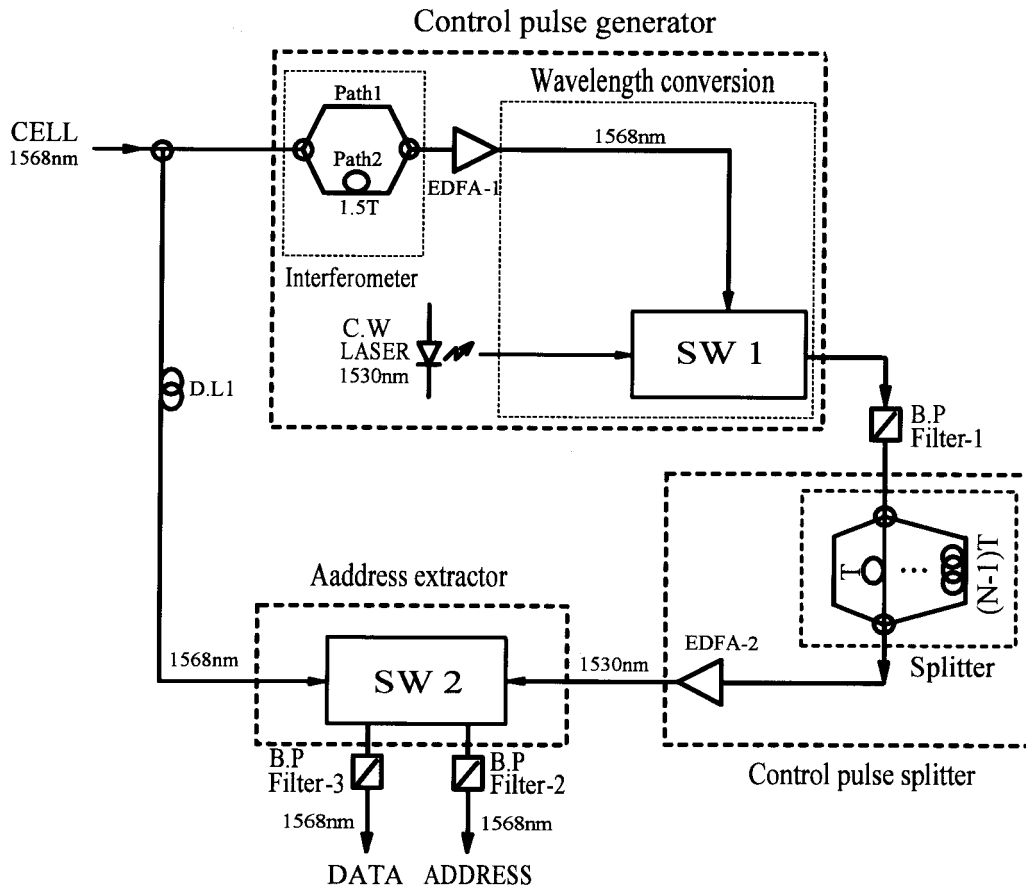 Control pulse generator
Wavelength conversion
Path1
CELL
1568nm
1568nm
Path2
EDFA-1
1.5T
Interferometer
C.W
LASER
1530nm
SW 1
D.L1
B.P
Filter-1
T
...
(N-1)T
Aaddress extractor
EDFA-2
Splitter
1568nm
SW 2
1530nm
B.P
Filter-3
B.P
Filter-2
Control pulse splitter
1568nm
1568nm
DATA
ADDRESS